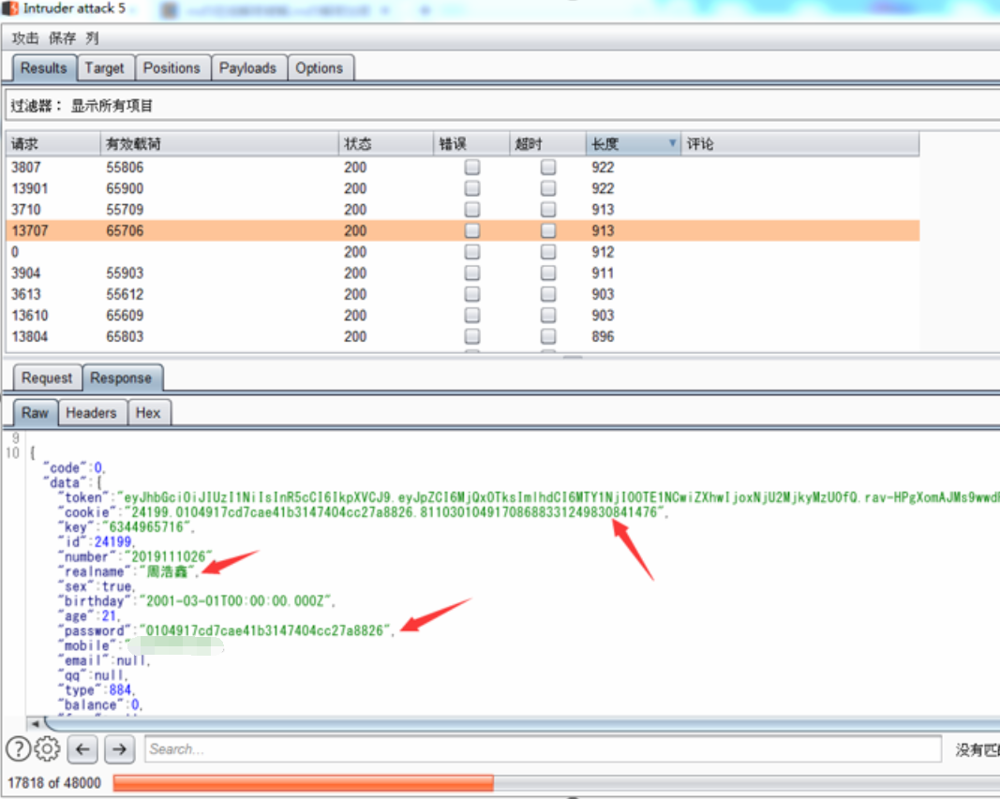 Intruder attack 5
攻击 保存 列
Results Target Positions Payloads Options
过滤器： 显示所有项目
请求 有效载荷 状态 错误 超时 长度 评论
3807 55806 200 922
13901 65900 200 922
3710 55709 200 913
13707 65706 200 913
0 200 912
3904 55903 200 911
3613 55612 200 903
13610 65609 200 903
13804 65803 200 896
Request Response
Raw Headers Hex
9
10 {
"code":0,
"data":{
"token":"eyJhbGciOiJIUzI1NiIsInR5cCI6IkpXVCJ9.eyJpZCI6MjQxOTksImlhdCI6MTY1NjI0OTE1NCwiZXhwIjoxNjU2MjkyMzU0fQ.rav-HPgXomAJMs9wwd
"cookie":"24199.0104917cd7cae41b3147404cc27a8826.811030104917086883312498308​41476",
"key":"6344965716",
"id":24199,
"number":"2019111026",
"realname":"周浩鑫",
"sex":true,
"birthday":"2001-03-01T00:00:00.000Z",
"age":21,
"password":"0104917cd7cae41b3147404cc27a8826",
"mobile":"
"email":null,
"qq":null,
"type":884,
"balance":0,
Search...
没有匹
17818 of 48000